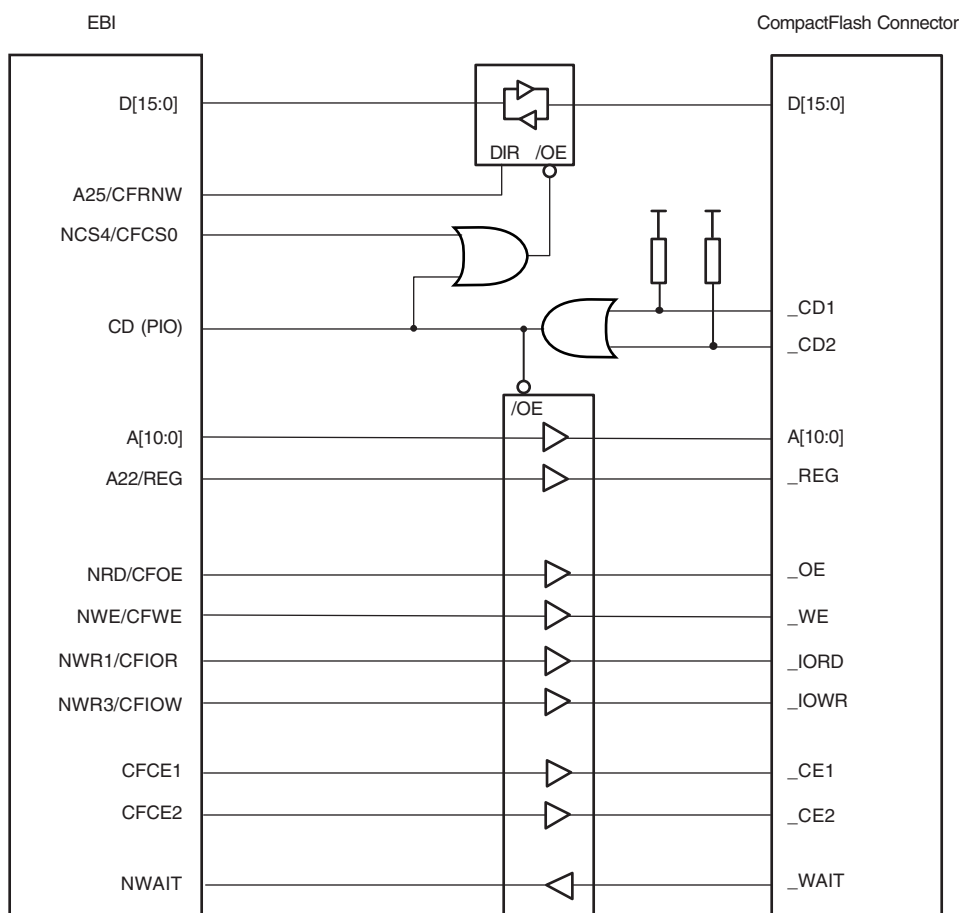 EBI CompactFlash Connector
D[15:0] D[15:0]
DIR /OE
A25/CFRNW
NCS4/CFCS0
_CD1
CD (PIO)
_CD2
/OE
A[10:0] A[10:0]
A22/REG _REG
NRD/CFOE _OE
NWE/CFWE _WE
NWR1/CFIOR _IORD
NWR3/CFIOW _IOWR
CFCE1 _CE1
CFCE2 _CE2
NWAIT _WAIT